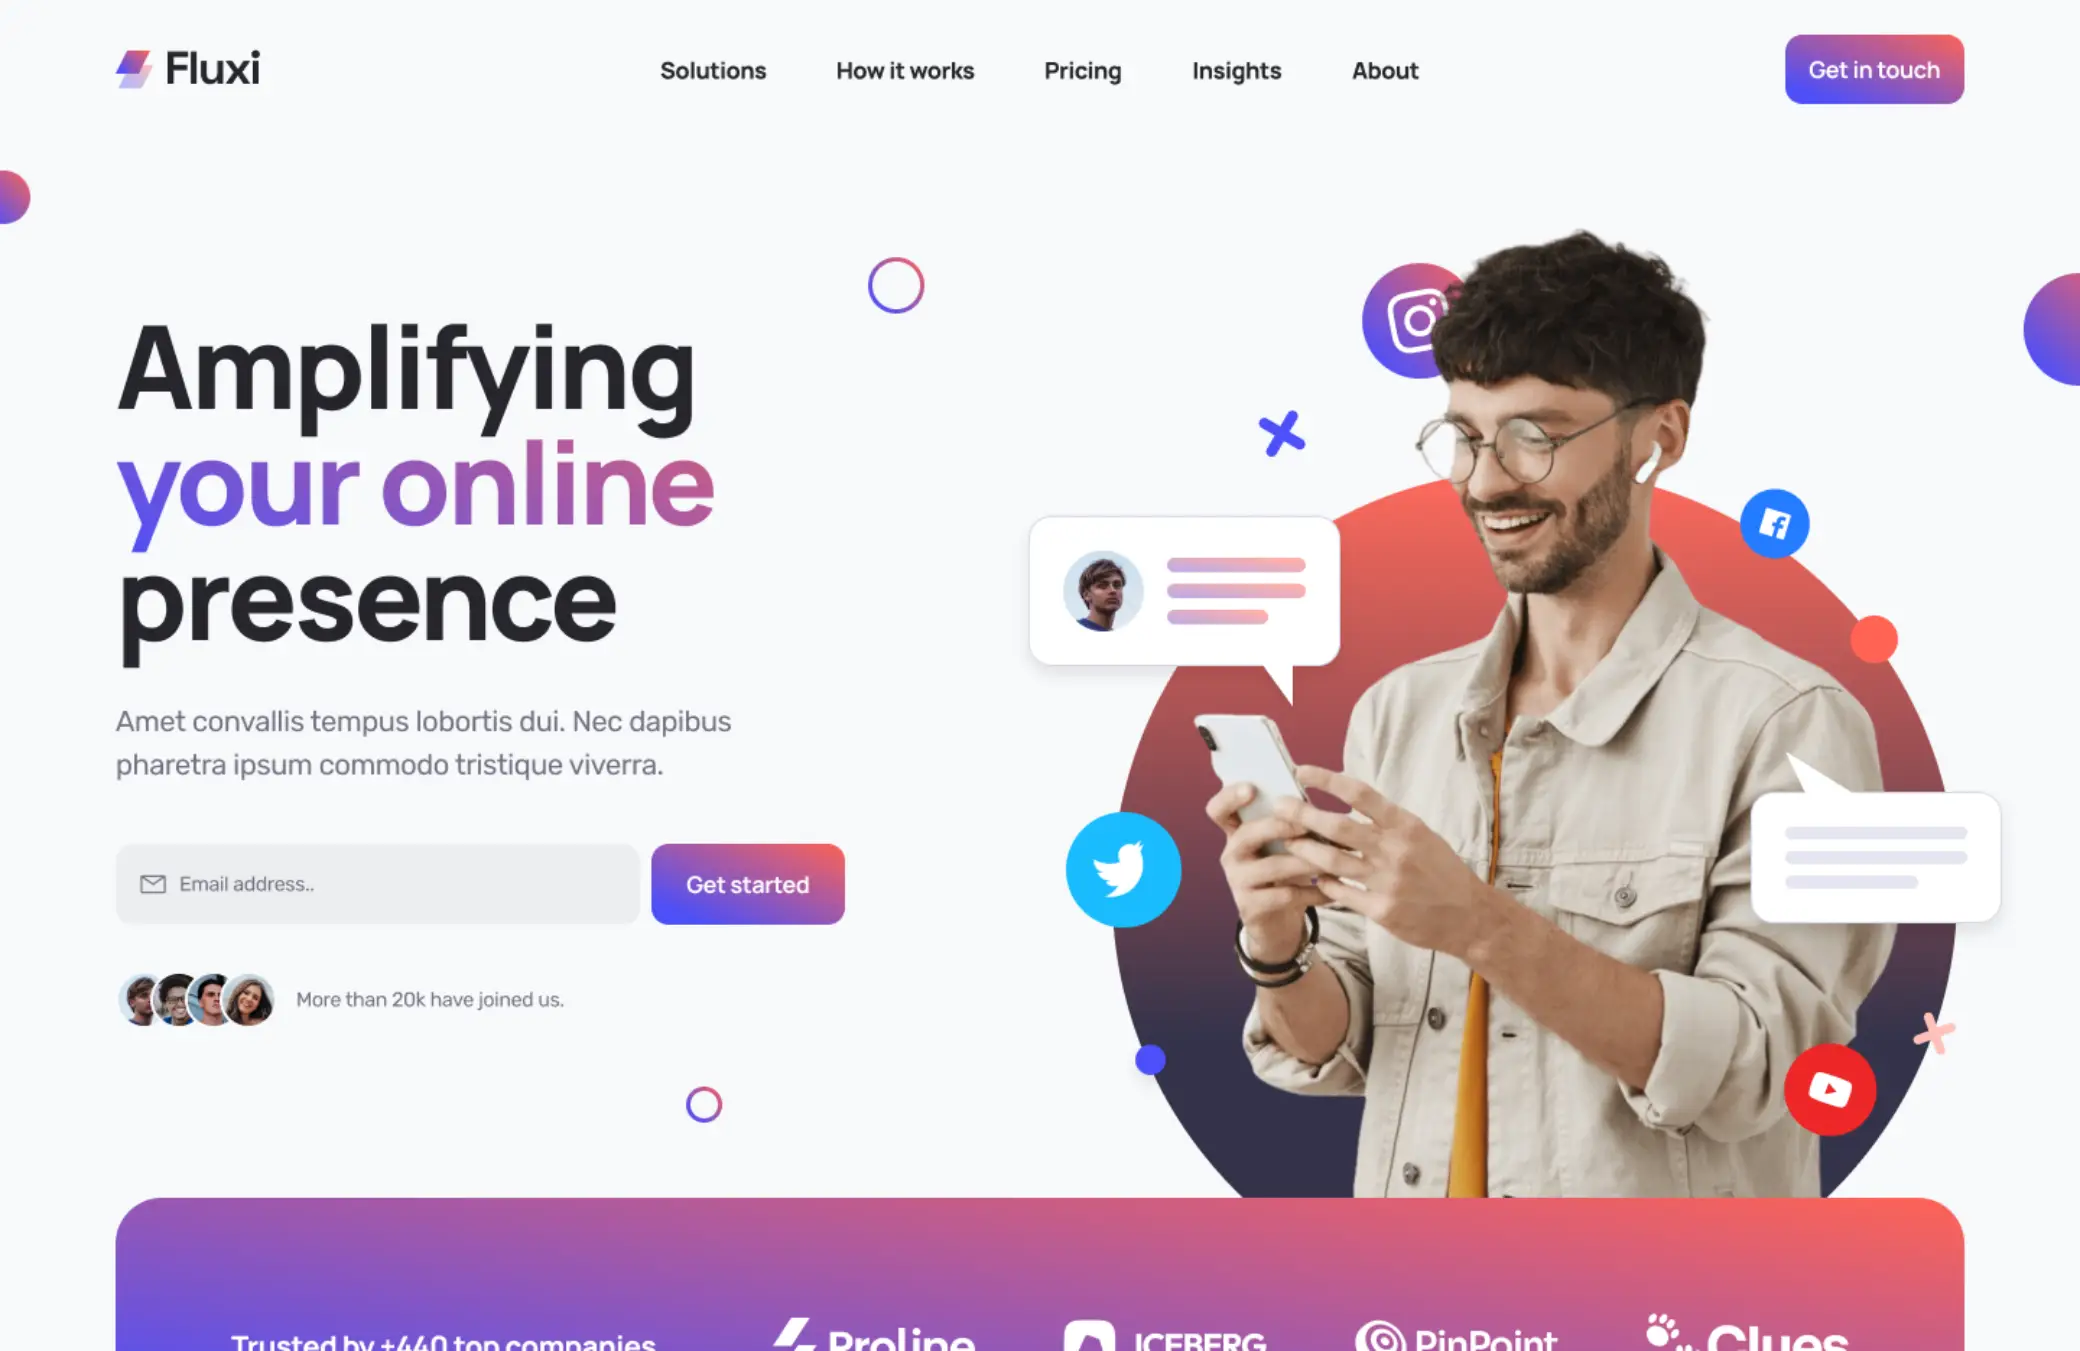 Fluxi
Solutions
How it works
Pricing
Insights
About
Get in touch
Amplifying
your online
presence
Amet convallis tempus lobortis dui. Nec dapibus
pharetra ipsum commodo tristique viverra.
Email address..
Get started
More than 20k have joined us.
Trusted by +440 top companies
Proline
ICEBERG
PinPoint
Clues